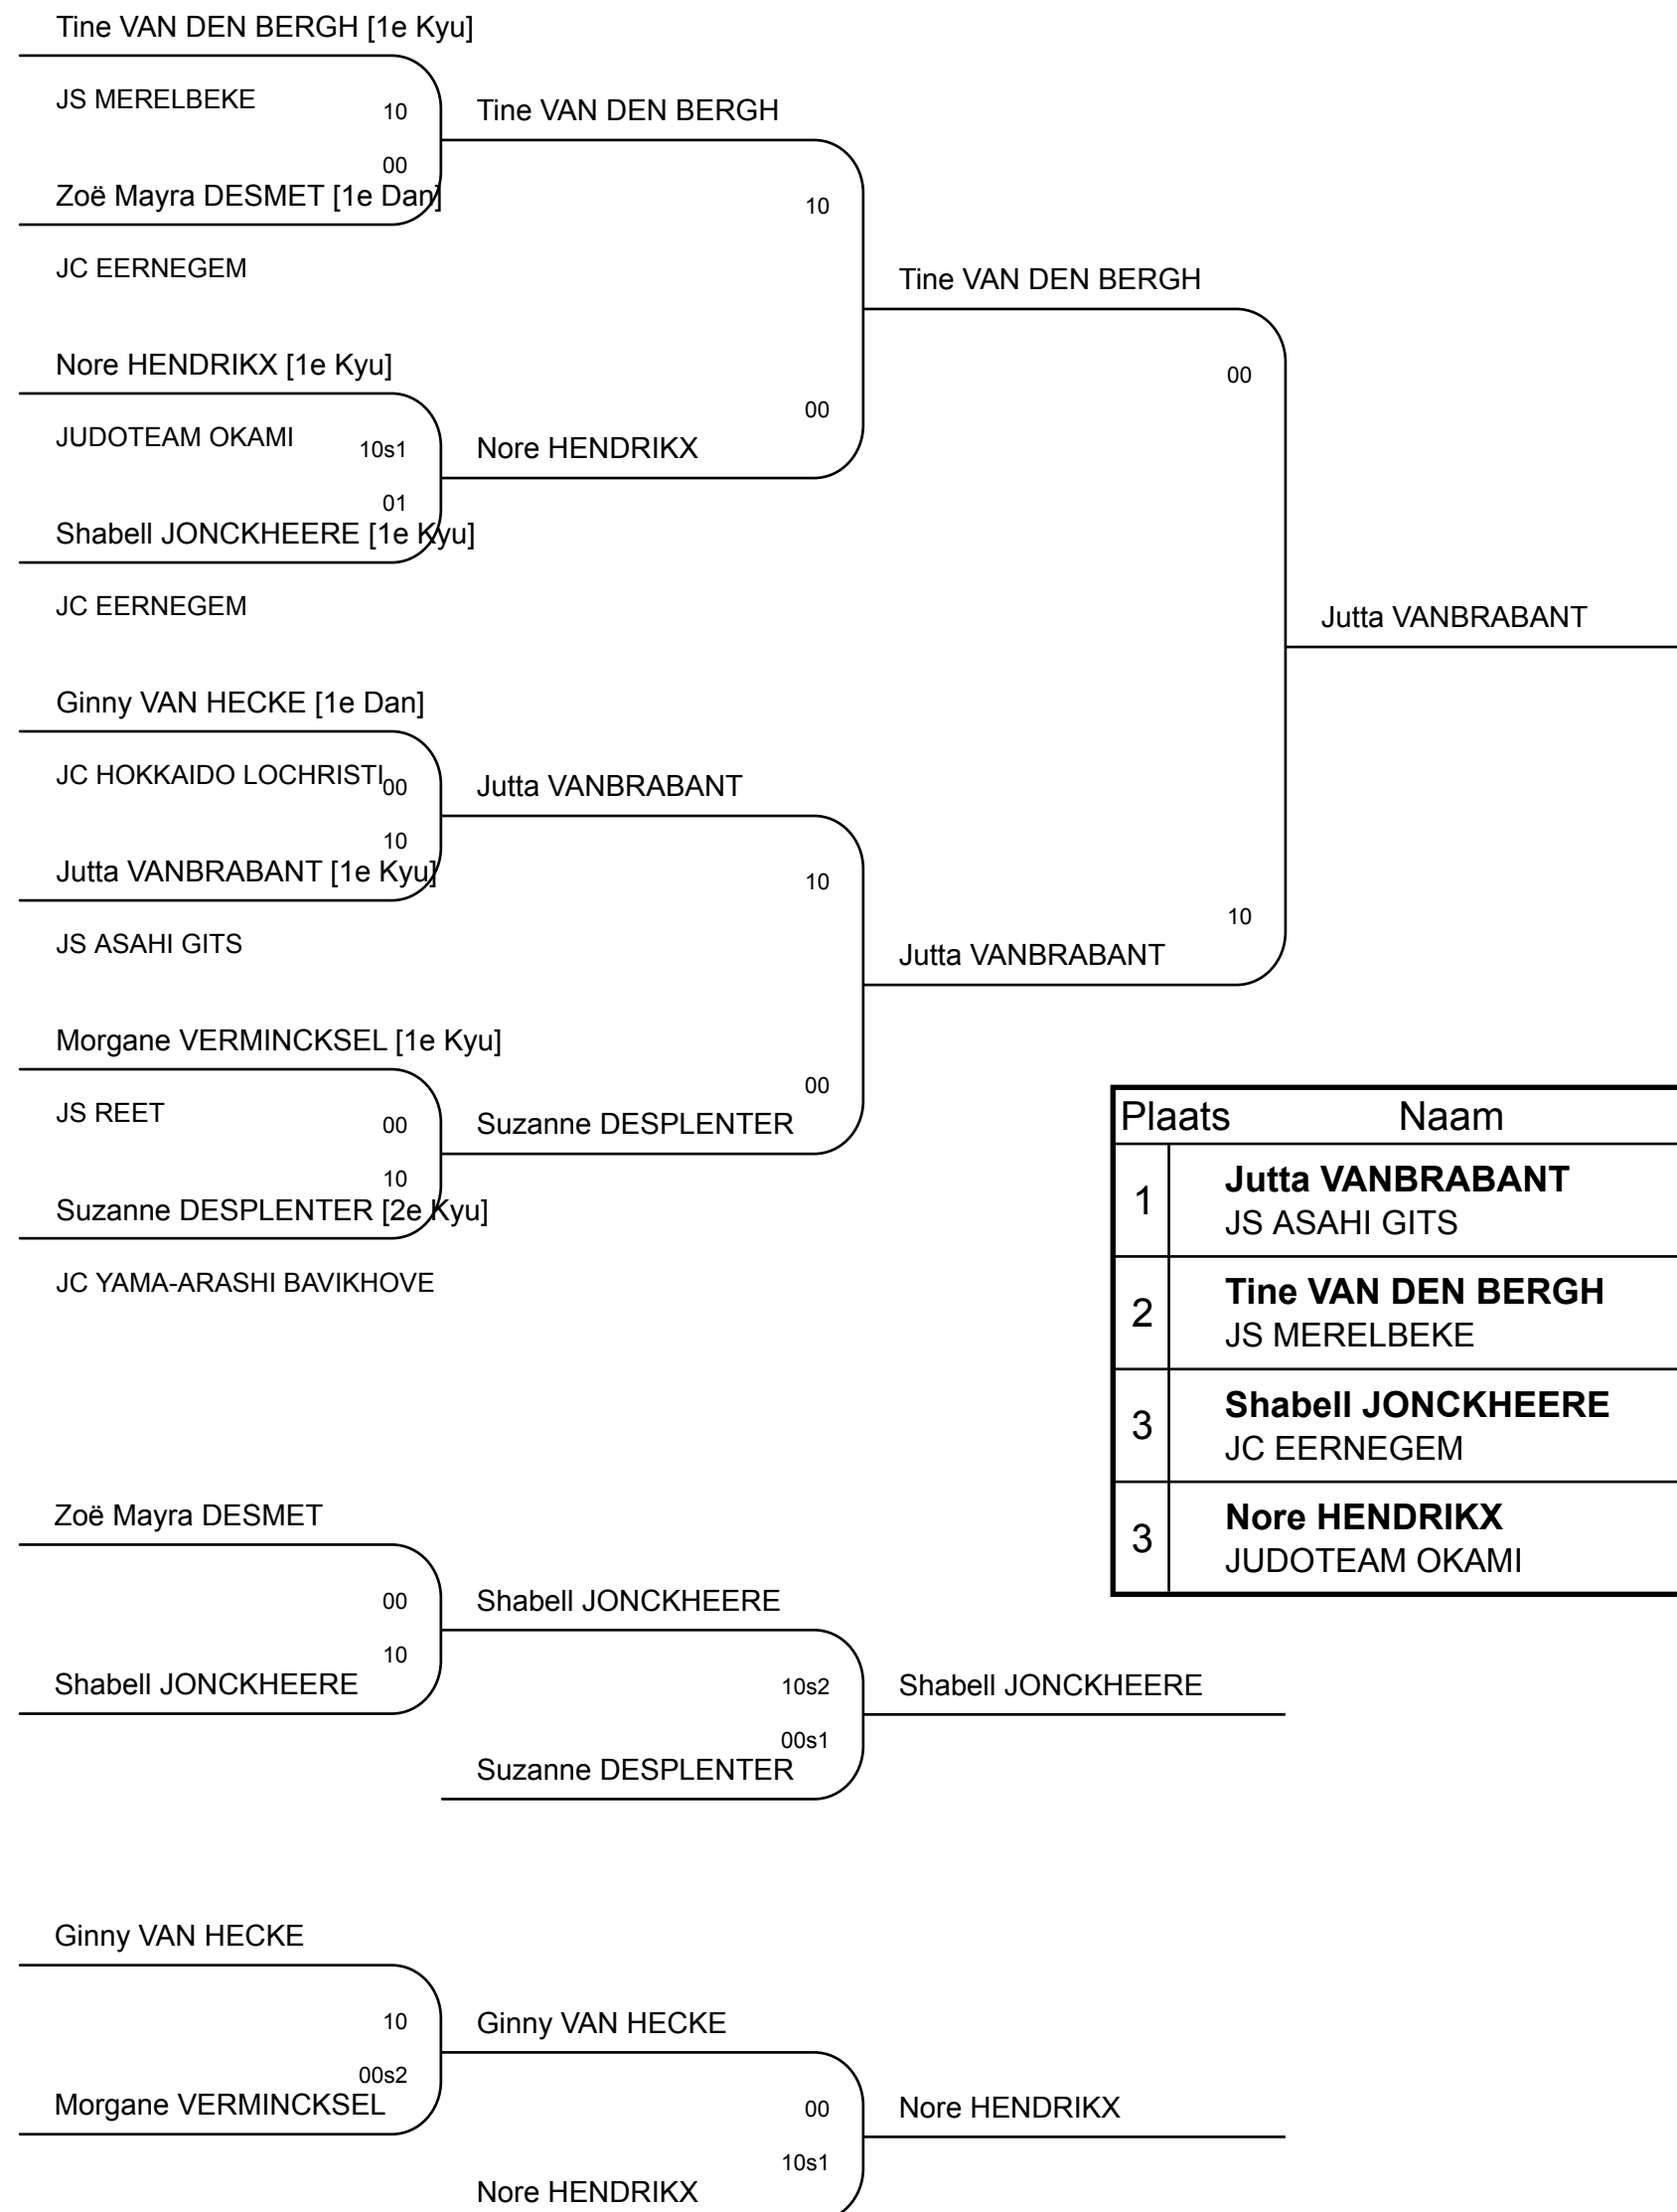 Tine VAN DEN BERGH [1e Kyu]
JS MERELBEKE
10
Tine VAN DEN BERGH
00
Zoë Mayra DESMET [1e Dan]
10
JC EERNEGEM
Tine VAN DEN BERGH
Nore HENDRIKX [1e Kyu]
00
00
JUDOTEAM OKAMI
10s1
Nore HENDRIKX
01
Shabell JONCKHEERE [1e Kyu]
JC EERNEGEM
Jutta VANBRABANT
Ginny VAN HECKE [1e Dan]
JC HOKKAIDO LOCHRISTI
00
Jutta VANBRABANT
10
Jutta VANBRABANT [1e Kyu]
10
10
JS ASAHI GITS
Jutta VANBRABANT
Morgane VERMINCKSEL [1e Kyu]
00
JS REET
00
Suzanne DESPLENTER
10
Suzanne DESPLENTER [2e Kyu]
JC YAMA-ARASHI BAVIKHOVE
Plaats Naam
1
Jutta VANBRABANT
JS ASAHI GITS
2
Tine VAN DEN BERGH
JS MERELBEKE
3
Shabell JONCKHEERE
JC EERNEGEM
3
Nore HENDRIKX
JUDOTEAM OKAMI
Zoë Mayra DESMET
00
Shabell JONCKHEERE
10
Shabell JONCKHEERE
10s2
Shabell JONCKHEERE
00s1
Suzanne DESPLENTER
Ginny VAN HECKE
10
Ginny VAN HECKE
00s2
Morgane VERMINCKSEL
00
Nore HENDRIKX
10s1
Nore HENDRIKX